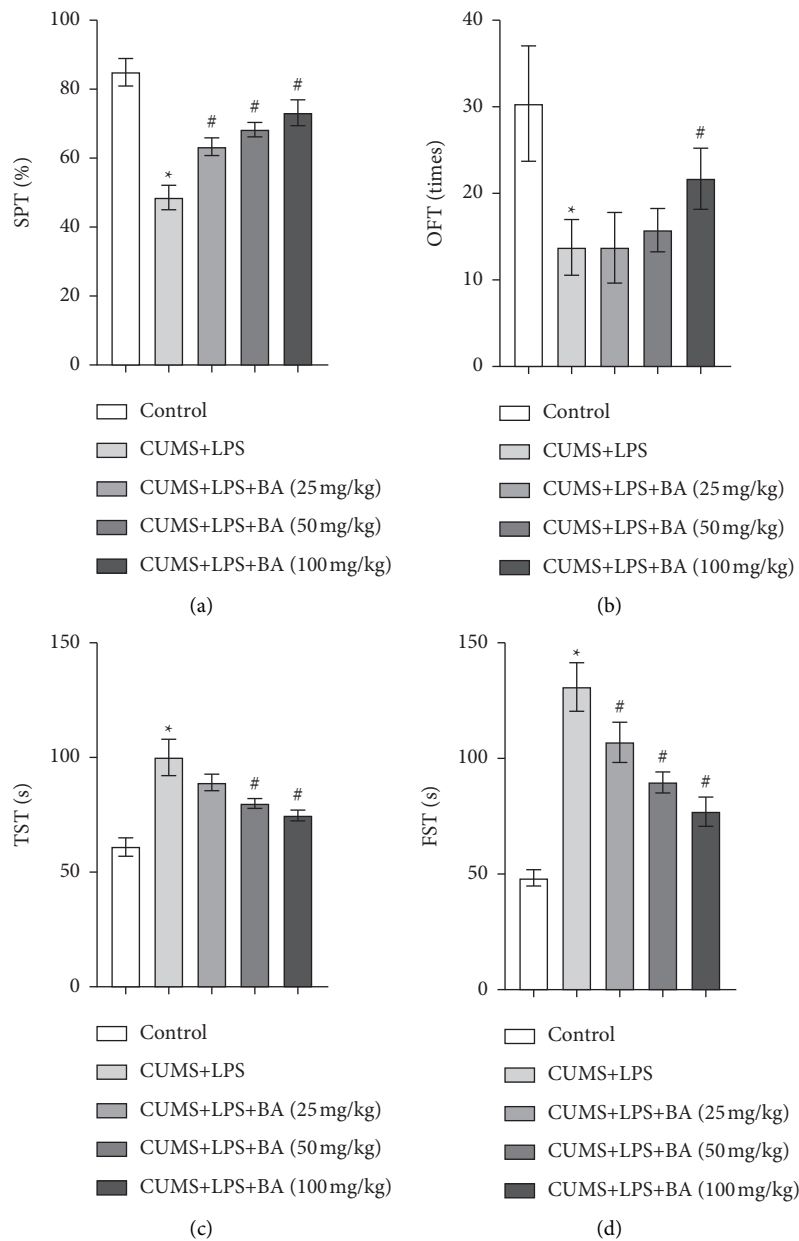 100
80
60
40
20
0
SPT (%)
*
#
#
#
Control
CUMS+LPS
CUMS+LPS+BA (25 mg/kg)
CUMS+LPS+BA (50 mg/kg)
CUMS+LPS+BA (100 mg/kg)
(a)
40
30
20
10
0
OFT (times)
*
#
Control
CUMS+LPS
CUMS+LPS+BA (25 mg/kg)
CUMS+LPS+BA (50 mg/kg)
CUMS+LPS+BA (100 mg/kg)
(b)
150
100
50
0
TST (s)
*
#
#
Control
CUMS+LPS
CUMS+LPS+BA (25 mg/kg)
CUMS+LPS+BA (50 mg/kg)
CUMS+LPS+BA (100 mg/kg)
(c)
150
100
50
0
FST (s)
*
#
#
#
Control
CUMS+LPS
CUMS+LPS+BA (25 mg/kg)
CUMS+LPS+BA (50 mg/kg)
CUMS+LPS+BA (100 mg/kg)
(d)